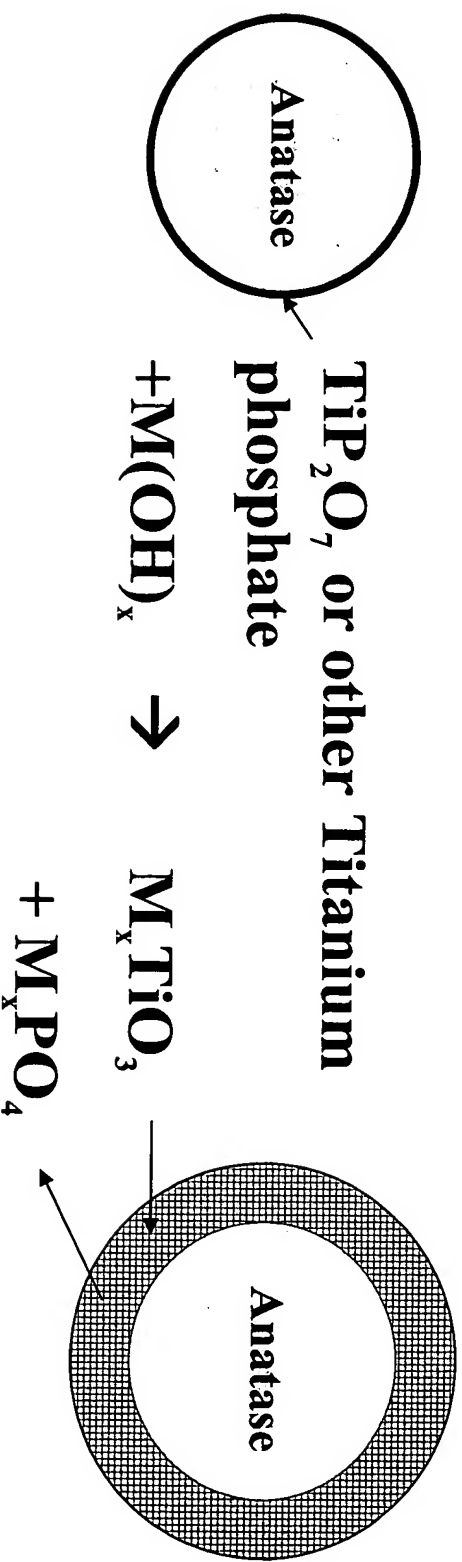 Anatase
TiP₂O₇ or other Titanium
phosphate
+M(OH)ₓ → MₓTiO₃
+ MₓPO₄
Anatase